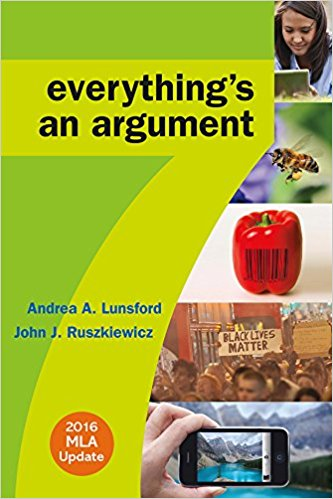 everything's
an argument
Andrea A. Lunsford
John J. Ruszkiewicz
BLACK LIVES
MATTER
2016
MLA
Update